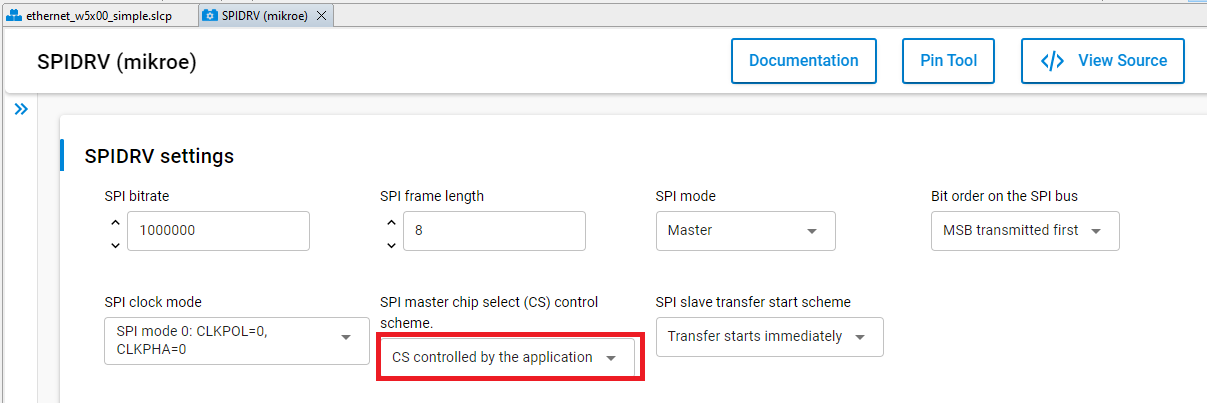 ethernet_w5x00_simple.slcp
SPIDRV (mikroe)
SPIDRV (mikroe)
Documentation
Pin Tool
View Source
SPIDRV settings
SPI bitrate
SPI frame length
SPI mode
Bit order on the SPI bus
1000000
8
Master
MSB transmitted first
SPI clock mode
SPI master chip select (CS) control
scheme.
SPI slave transfer start scheme
SPI mode 0: CLKPOL=0,
CLKPHA=0
CS controlled by the application
Transfer starts immediately